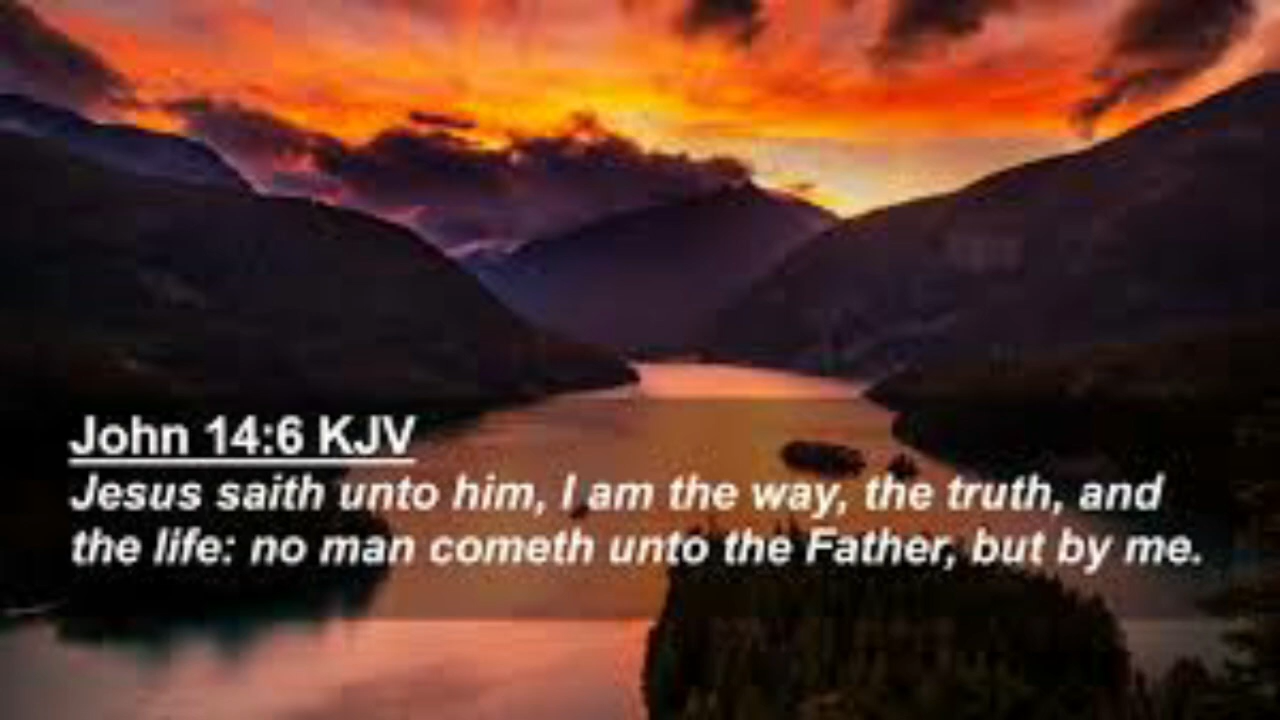 John 14:6 KJV
Jesus saith unto him, I am the way, the truth, and
the life: no man cometh unto the Father, but by me.